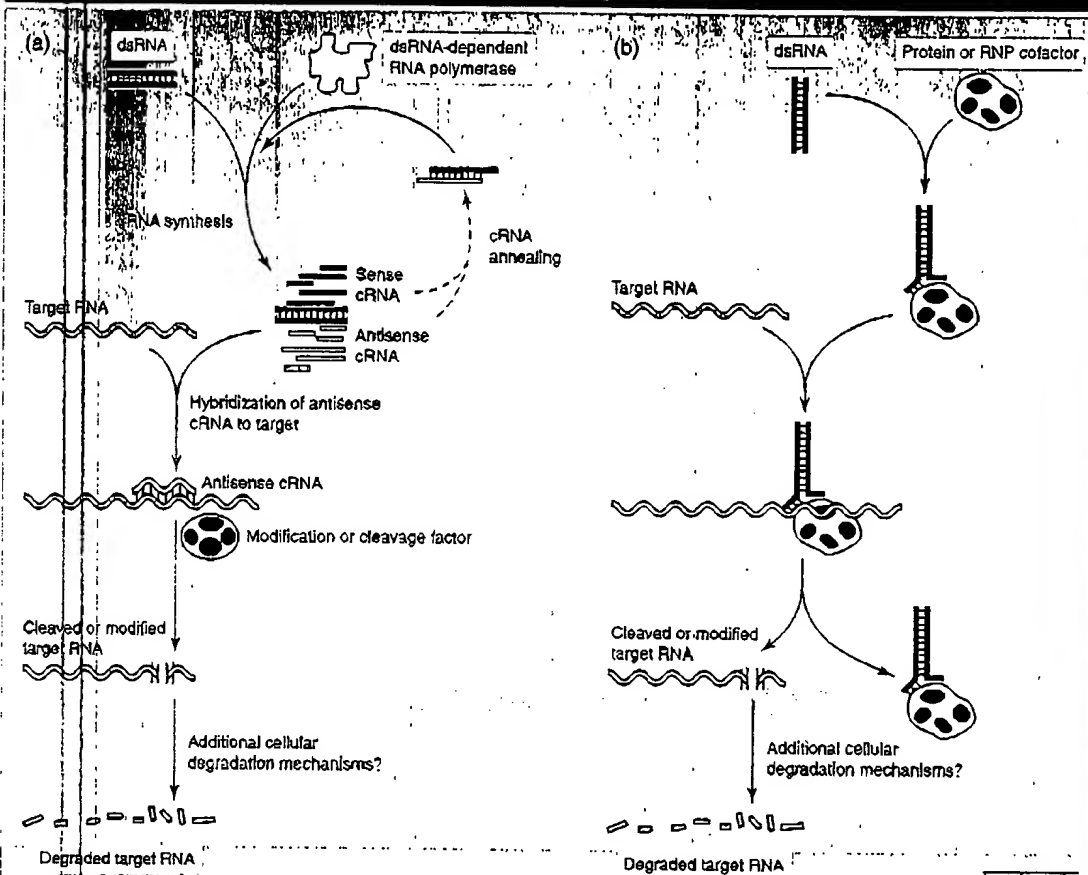 (a)
dsRNA
dsRNA-dependent
RNA polymerase
RNA synthesis
cRNA
annealing
Sense
cRNA
Antisense
cRNA
Target RNA
Hybridization of antisense
cRNA to target
Antisense cRNA
Modification or cleavage factor
Cleaved or modified
target RNA
Additional cellular
degradation mechanisms?
Degraded target RNA
(b)
dsRNA
Protein or RNP cofactor
Target RNA
Cleaved or modified
target RNA
Additional cellular
degradation mechanisms?
Degraded target RNA